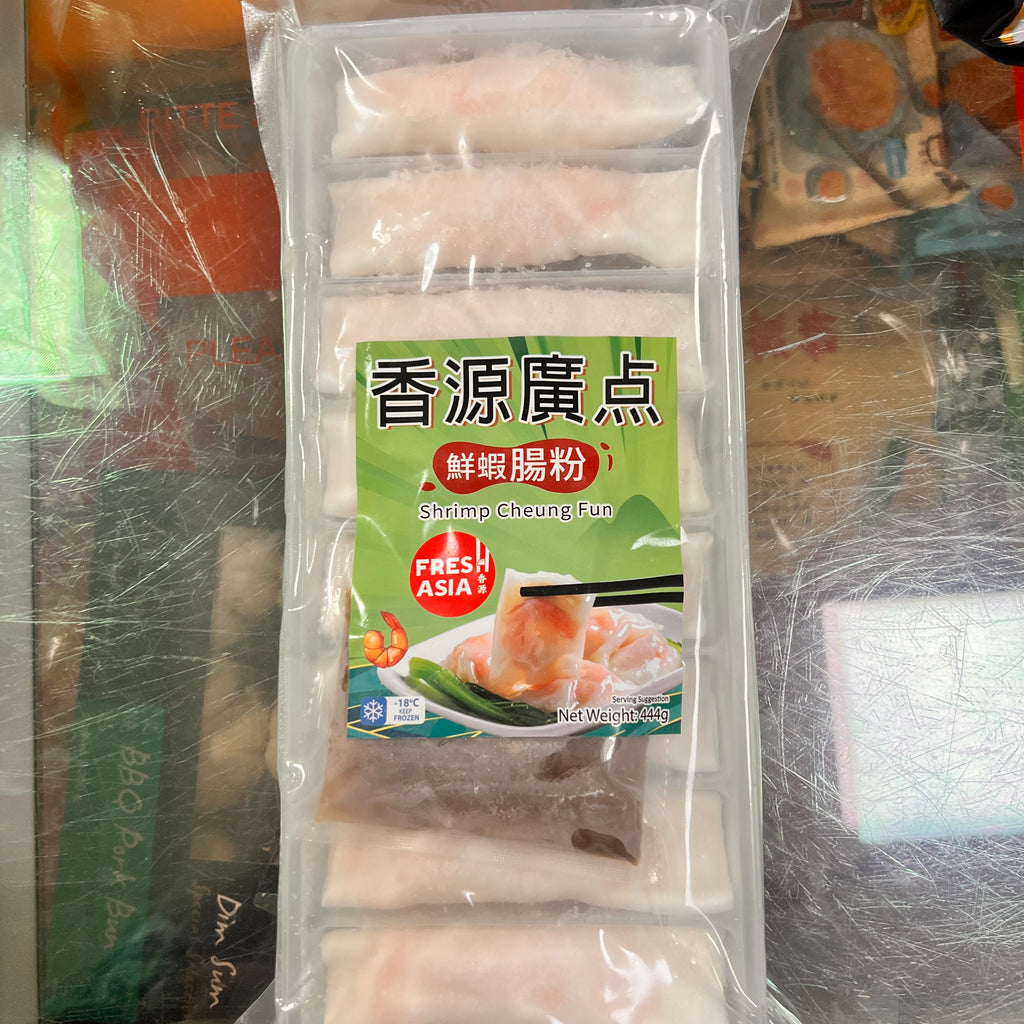 香源廣点
鮮蝦腸粉
Shrimp Cheung Fun
FRESH
ASIA
香源
-18°C
KEEP
FROZEN
Serving Suggestion
Net Weight: 444g
PLEA
BBQ Pork Bun
Dim Sum